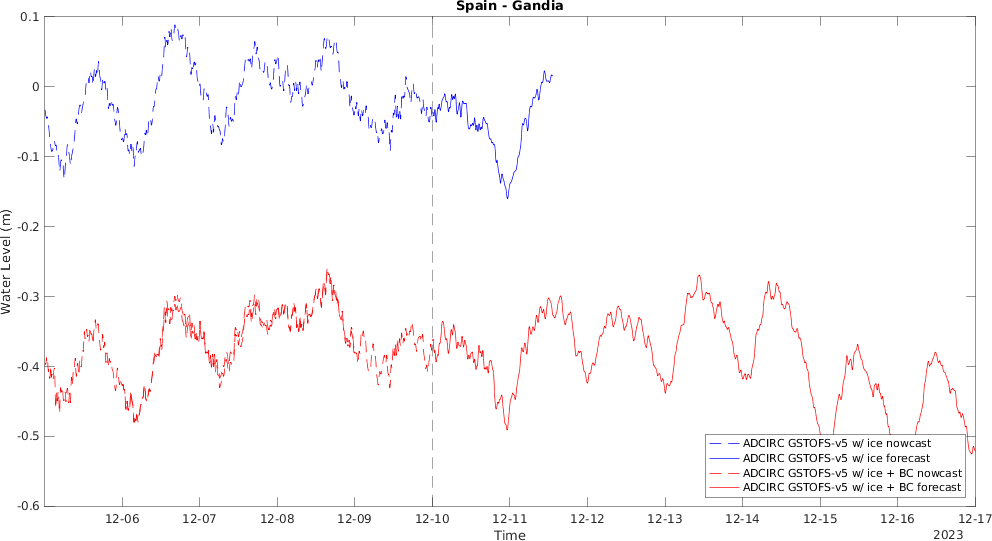 Spain - Gandia
0.1
0
-0.1
-0.2
-0.3
-0.4
-0.5
-0.6
Water Level (m)
ADCIRC GSTOFS-v5 w/ ice nowcast
ADCIRC GSTOFS-v5 w/ ice forecast
ADCIRC GSTOFS-v5 w/ ice + BC nowcast
ADCIRC GSTOFS-v5 w/ ice + BC forecast
12-06 12-07 12-08 12-09 12-10 12-11 12-12 12-13 12-14 12-15 12-16 12-17
Time
2023